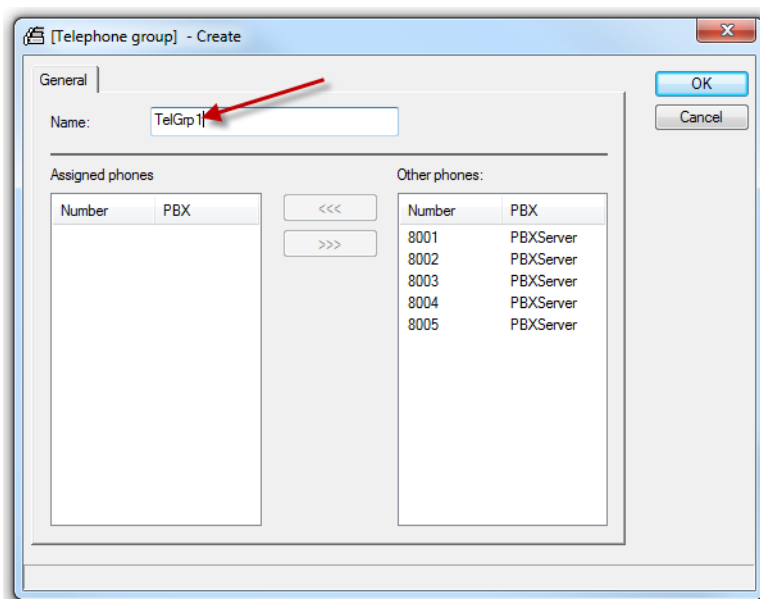 [Telephone group] - Create
General
OK
Name: TelGrp1
Cancel
Assigned phones Other phones:
Number PBX <<< Number PBX
>>> 8001 PBXServer
8002 PBXServer
8003 PBXServer
8004 PBXServer
8005 PBXServer